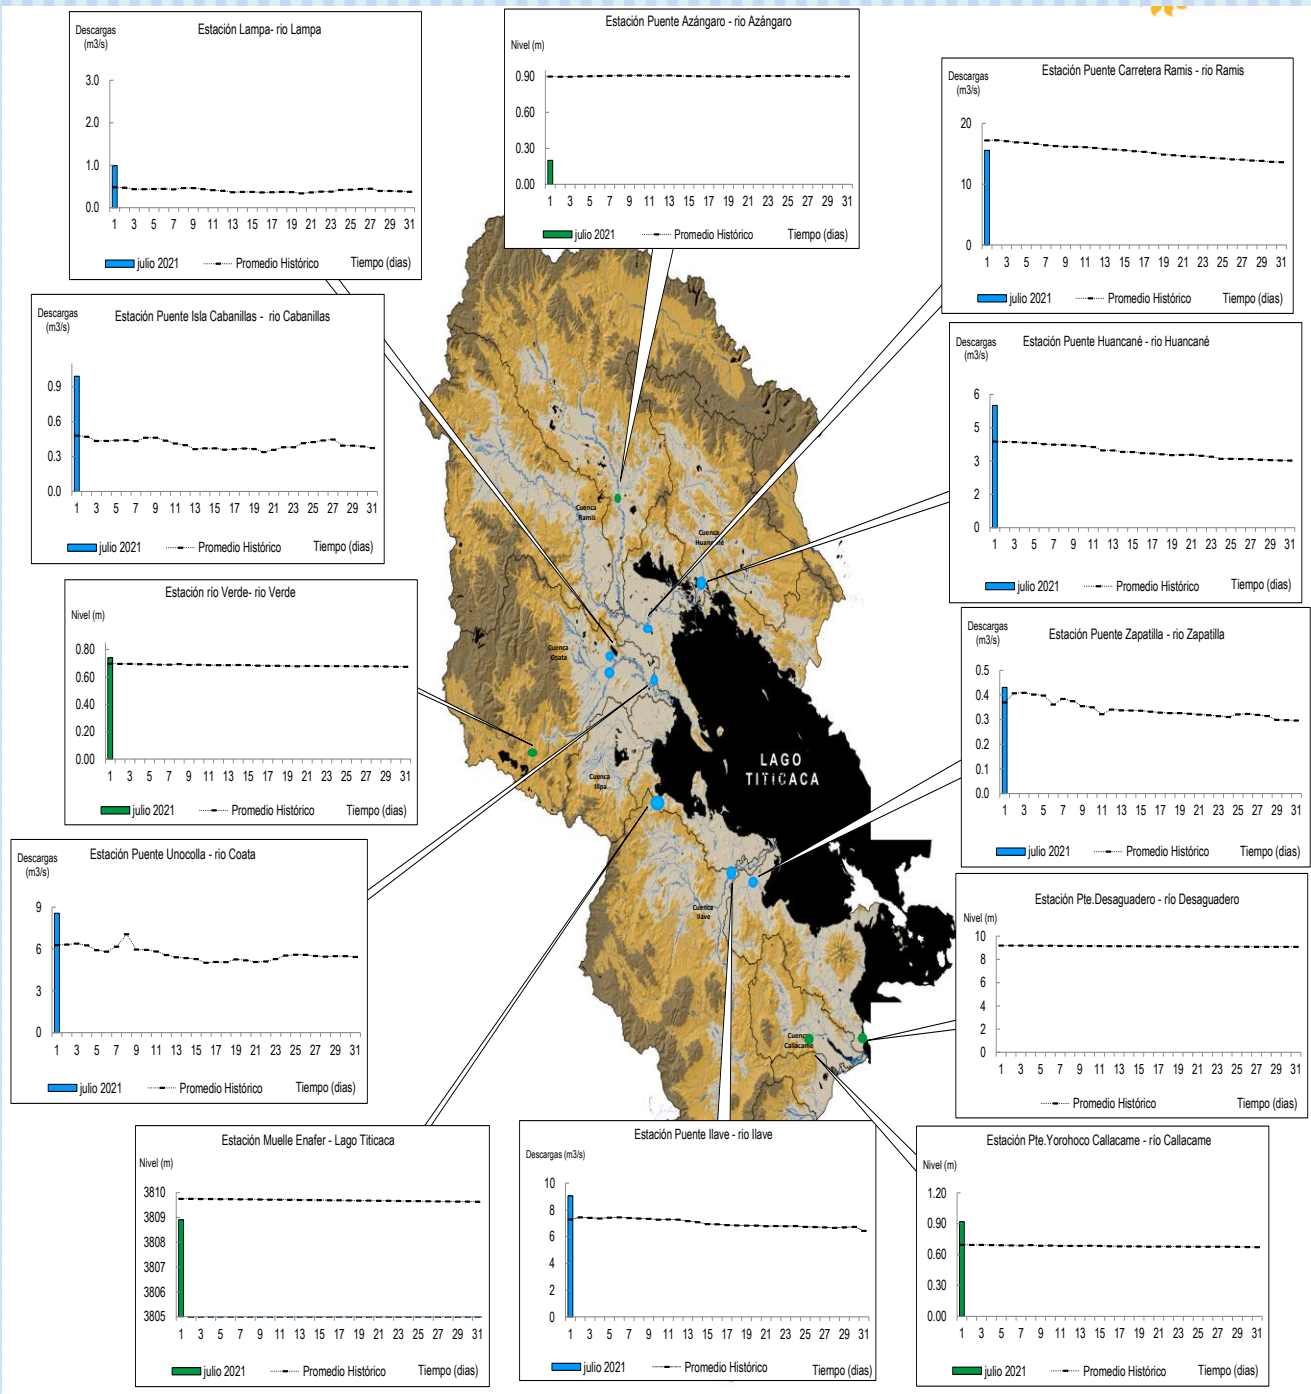 Descargas
(m3/s)
Estación Lampa- rio Lampa
3.0
2.0
1.0
0.0
1 3 5 7 9 11 13 15 17 19 21 23 25 27 29 31
julio 2021 Promedio Histórico Tiempo (dias)
Estación Puente Azángaro - rio Azángaro
Nivel (m)
0.90
0.60
0.30
0.00
1 3 5 7 9 11 13 15 17 19 21 23 25 27 29 31
julio 2021 Promedio Histórico Tiempo (dias)
Descargas
(m3/s)
Estación Puente Carretera Ramis - rio Ramis
20
10
0
1 3 5 7 9 11 13 15 17 19 21 23 25 27 29 31
julio 2021 Promedio Histórico Tiempo (dias)
Descargas
(m3/s)
Estación Puente Isla Cabanillas - rio Cabanillas
0.9
0.6
0.3
0.0
1 3 5 7 9 11 13 15 17 19 21 23 25 27 29 31
julio 2021 Promedio Histórico Tiempo (dias)
Descargas
(m3/s)
Estación Puente Huancané - rio Huancané
6
5
3
2
0
1 3 5 7 9 11 13 15 17 19 21 23 25 27 29 31
julio 2021 Promedio Histórico Tiempo (dias)
Estación río Verde- rio Verde
Nivel (m)
0.80
0.60
0.40
0.20
0.00
1 3 5 7 9 11 13 15 17 19 21 23 25 27 29 31
julio 2021 Promedio Histórico Tiempo (dias)
Descargas
(m3/s)
Estación Puente Zapatilla - rio Zapatilla
0.5
0.4
0.3
0.2
0.1
0.0
1 3 5 7 9 11 13 15 17 19 21 23 25 27 29 31
julio 2021 Promedio Histórico Tiempo (dias)
Descargas
(m3/s)
Estación Puente Unocolla - rio Coata
9
6
3
0
1 3 5 7 9 11 13 15 17 19 21 23 25 27 29 31
julio 2021 Promedio Histórico Tiempo (dias)
Estación Pte.Desaguadero - río Desaguadero
Nivel (m)
10
8
6
4
2
0
1 3 5 7 9 11 13 15 17 19 21 23 25 27 29 31
Promedio Histórico Tiempo (dias)
Estación Muelle Enafer - Lago Titicaca
Nivel (m)
3810
3809
3808
3807
3806
3805
1 3 5 7 9 11 13 15 17 19 21 23 25 27 29 31
julio 2021 Promedio Histórico Tiempo (dias)
Estación Puente Ilave - rio Ilave
Descargas (m3/s)
10
8
6
4
2
0
1 3 5 7 9 11 13 15 17 19 21 23 25 27 29 31
julio 2021 Promedio Histórico Tiempo (dias)
Estación Pte.Yorohoco Callacame - río Callacame
Nivel (m)
1.20
0.90
0.60
0.30
0.00
1 3 5 7 9 11 13 15 17 19 21 23 25 27 29 31
julio 2021 Promedio Histórico Tiempo (dias)
Cuenca
Ramis
Cuenca
Huancané
Cuenca
Coata
Cuenca
Illpa
LAGO
TITICACA
Cuenca
Ilave
Cuenca
Callacame